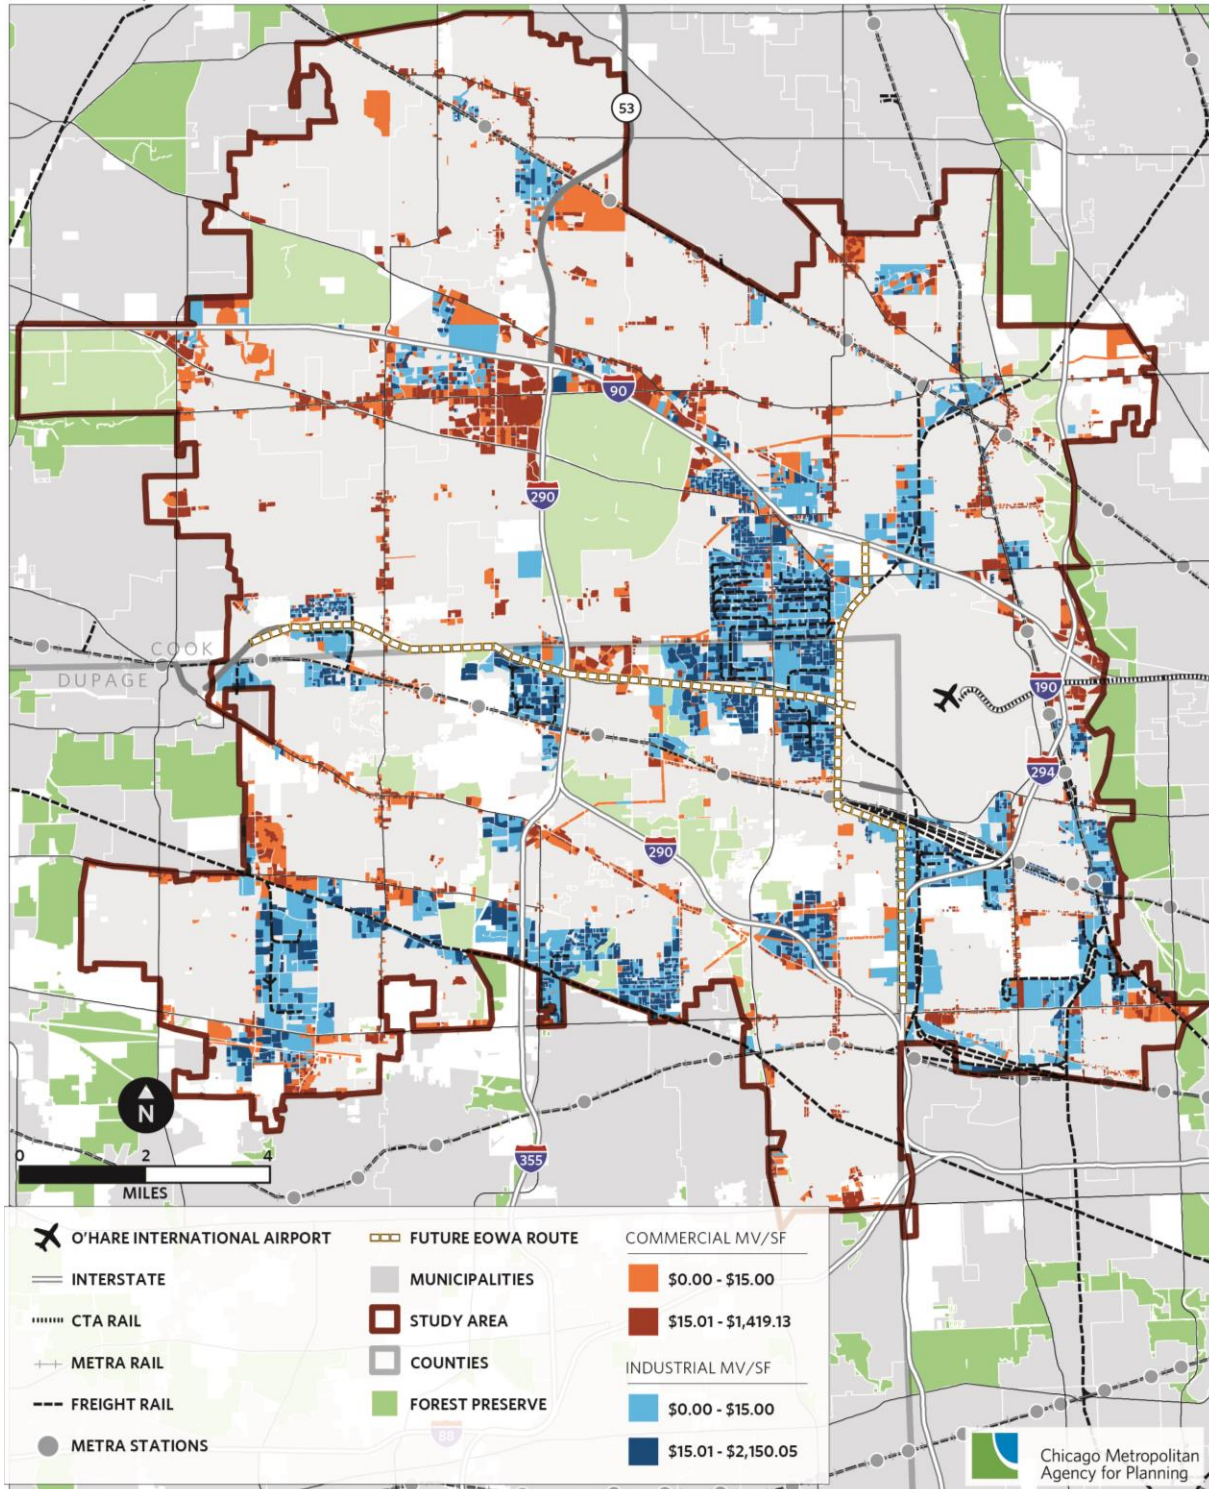 53
90
290
COOK
DUPAGE
190
294
290
N
0 2 4
MILES
355
O'HARE INTERNATIONAL AIRPORT
INTERSTATE
CTA RAIL
METRA RAIL
FREIGHT RAIL
METRA STATIONS
FUTURE EOWA ROUTE
MUNICIPALITIES
STUDY AREA
COUNTIES
FOREST PRESERVE
88
COMMERCIAL MV/SF
$0.00 - $15.00
$15.01 - $1,419.13
INDUSTRIAL MV/SF
$0.00 - $15.00
$15.01 - $2,150.05
Chicago Metropolitan
Agency for Planning